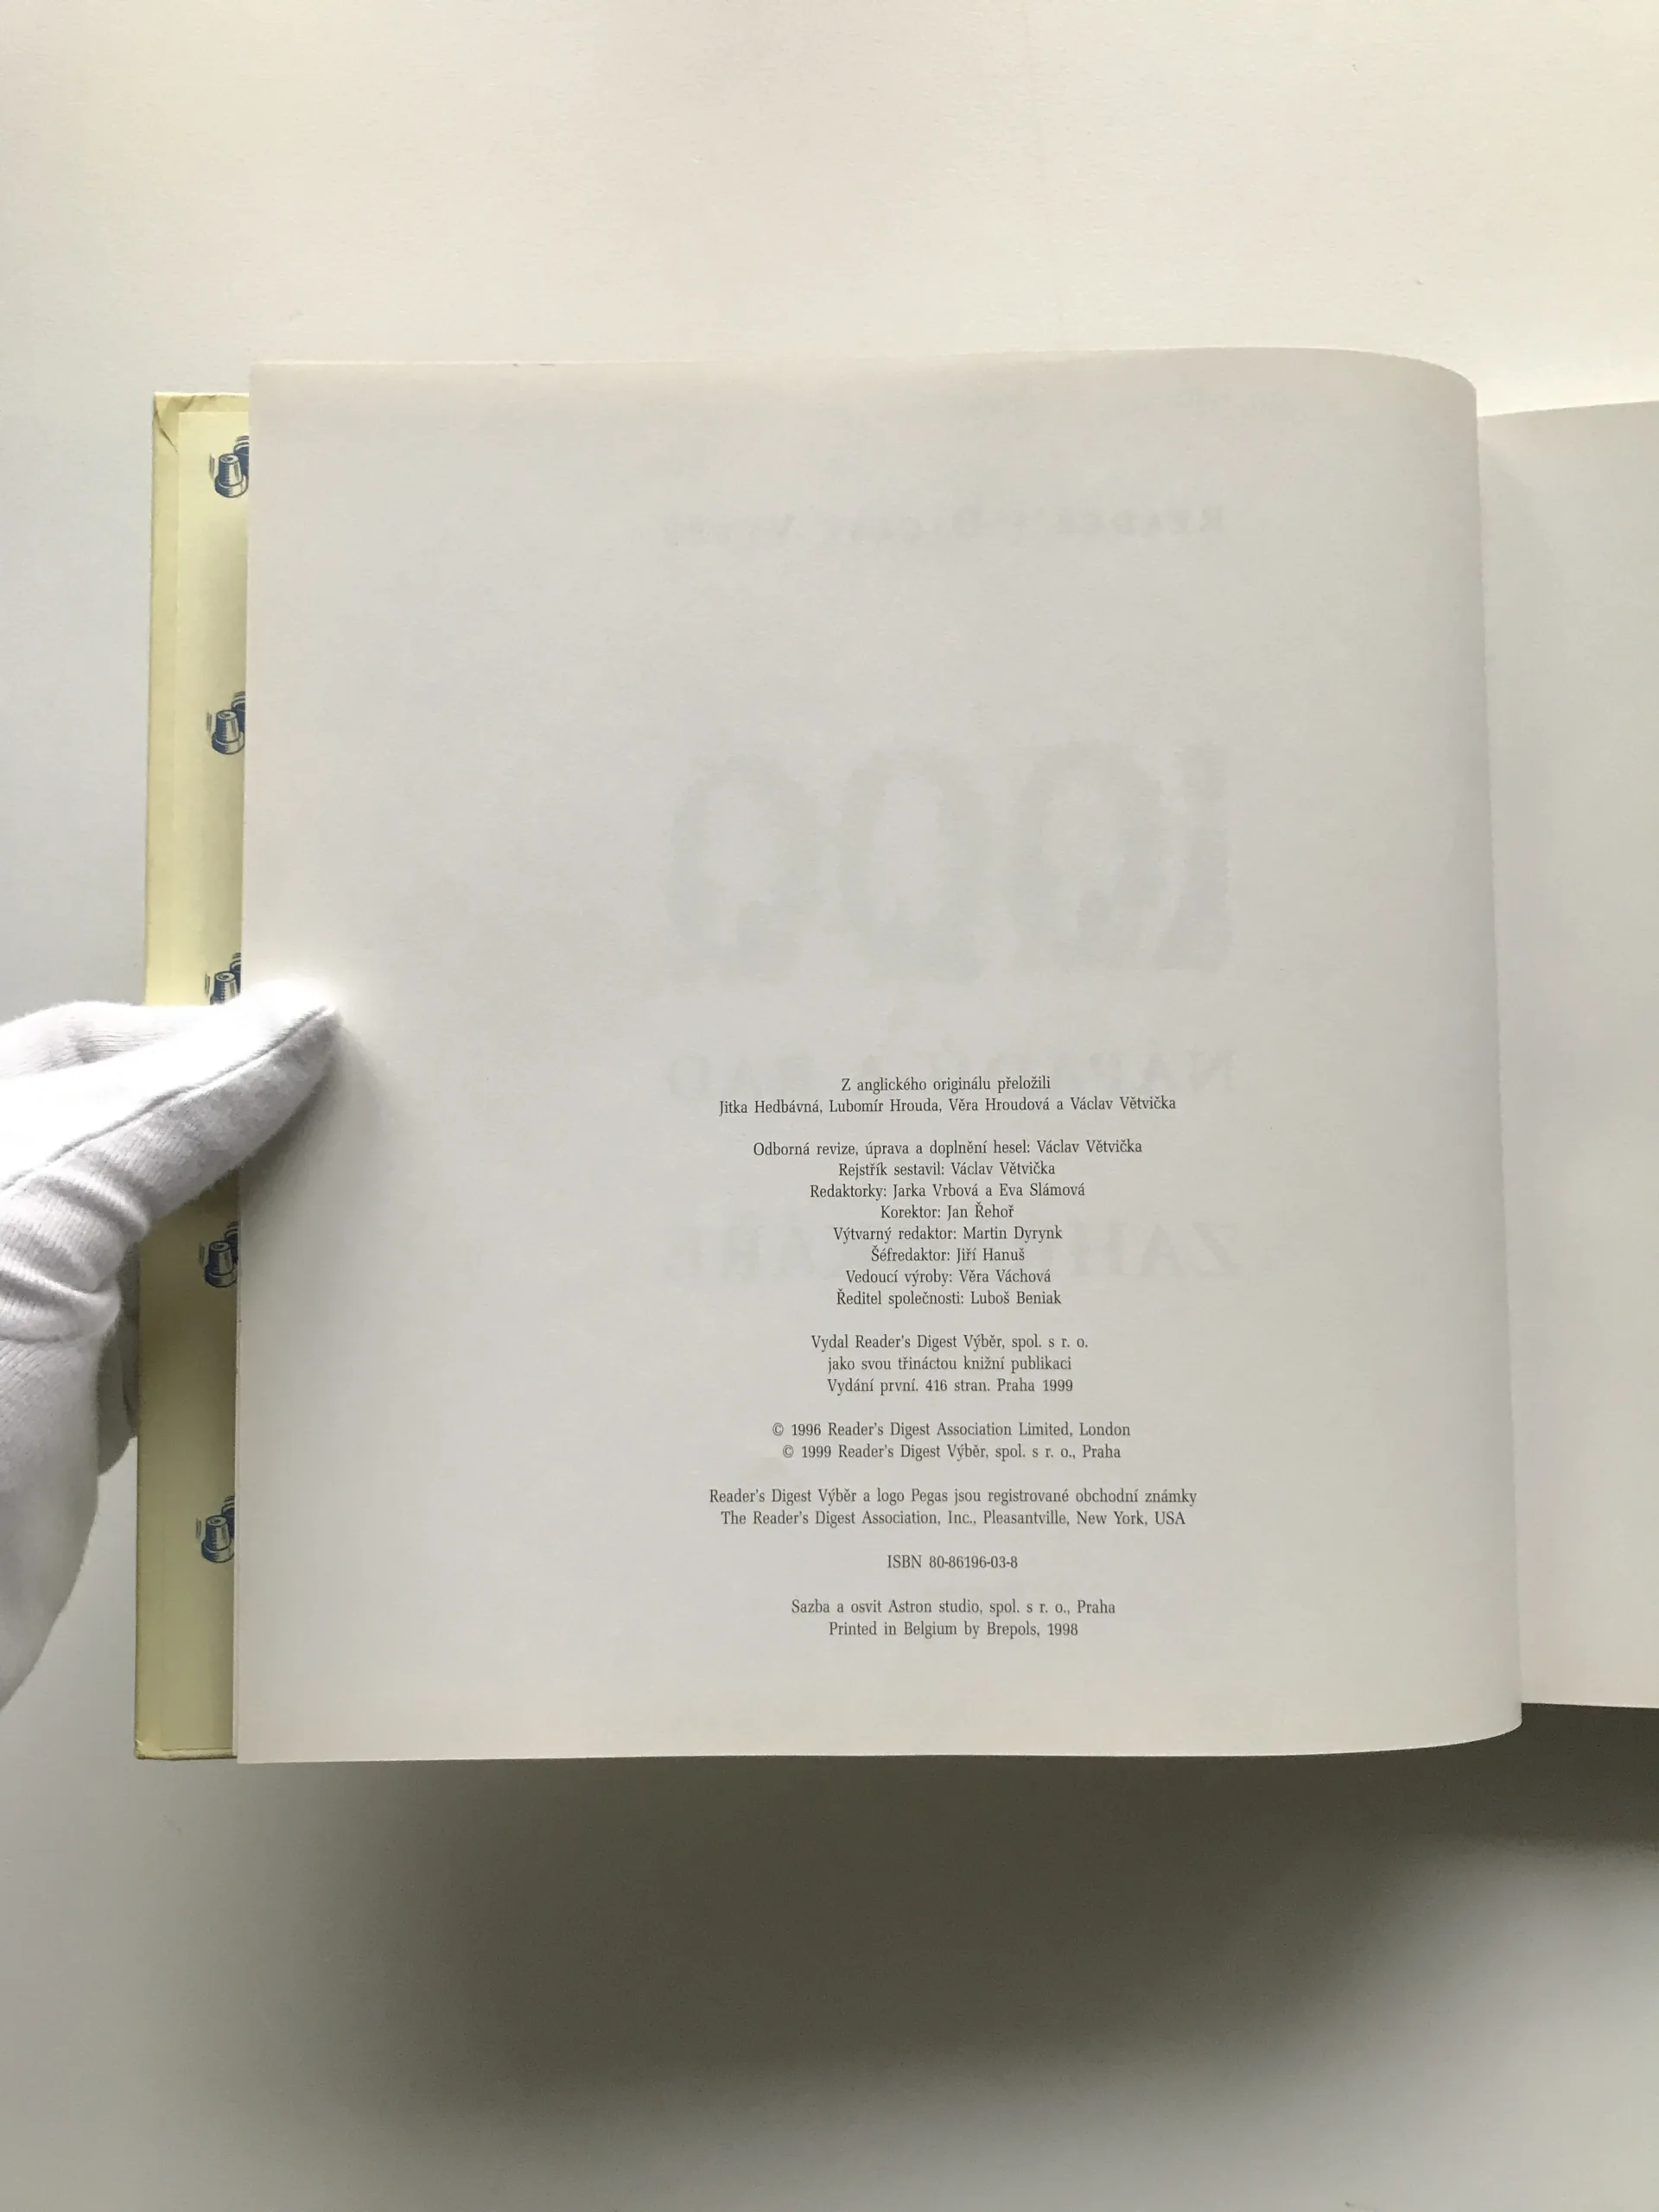 Z anglického originálu přeložili
Jitka Hedbávná, Lubomír Hrouda, Věra Hroudová a Václav Větvička
Odborná revize, úprava a doplnění hesel: Václav Větvička
Rejstřík sestavil: Václav Větvička
Redaktorky: Jarka Vrbová a Eva Slámová
Korektor: Jan Řehoř
Výtvarný redaktor: Martin Dyrynk
Šéfredaktor: Jiří Hanuš
Vedoucí výroby: Věra Váchová
Ředitel společnosti: Luboš Beniak
Vydal Reader's Digest Výběr, spol. s r. o.
jako svou třináctou knižní publikaci
Vydání první. 416 stran. Praha 1999
© 1996 Reader's Digest Association Limited, London
© 1999 Reader's Digest Výběr, spol. s r. o., Praha
Reader's Digest Výběr a logo Pegas jsou registrované obchodní známky
The Reader's Digest Association, Inc., Pleasantville, New York, USA
ISBN 80-86196-03-8
Sazba a osvit Astron studio, spol. s r. o., Praha
Printed in Belgium by Brepols, 1998